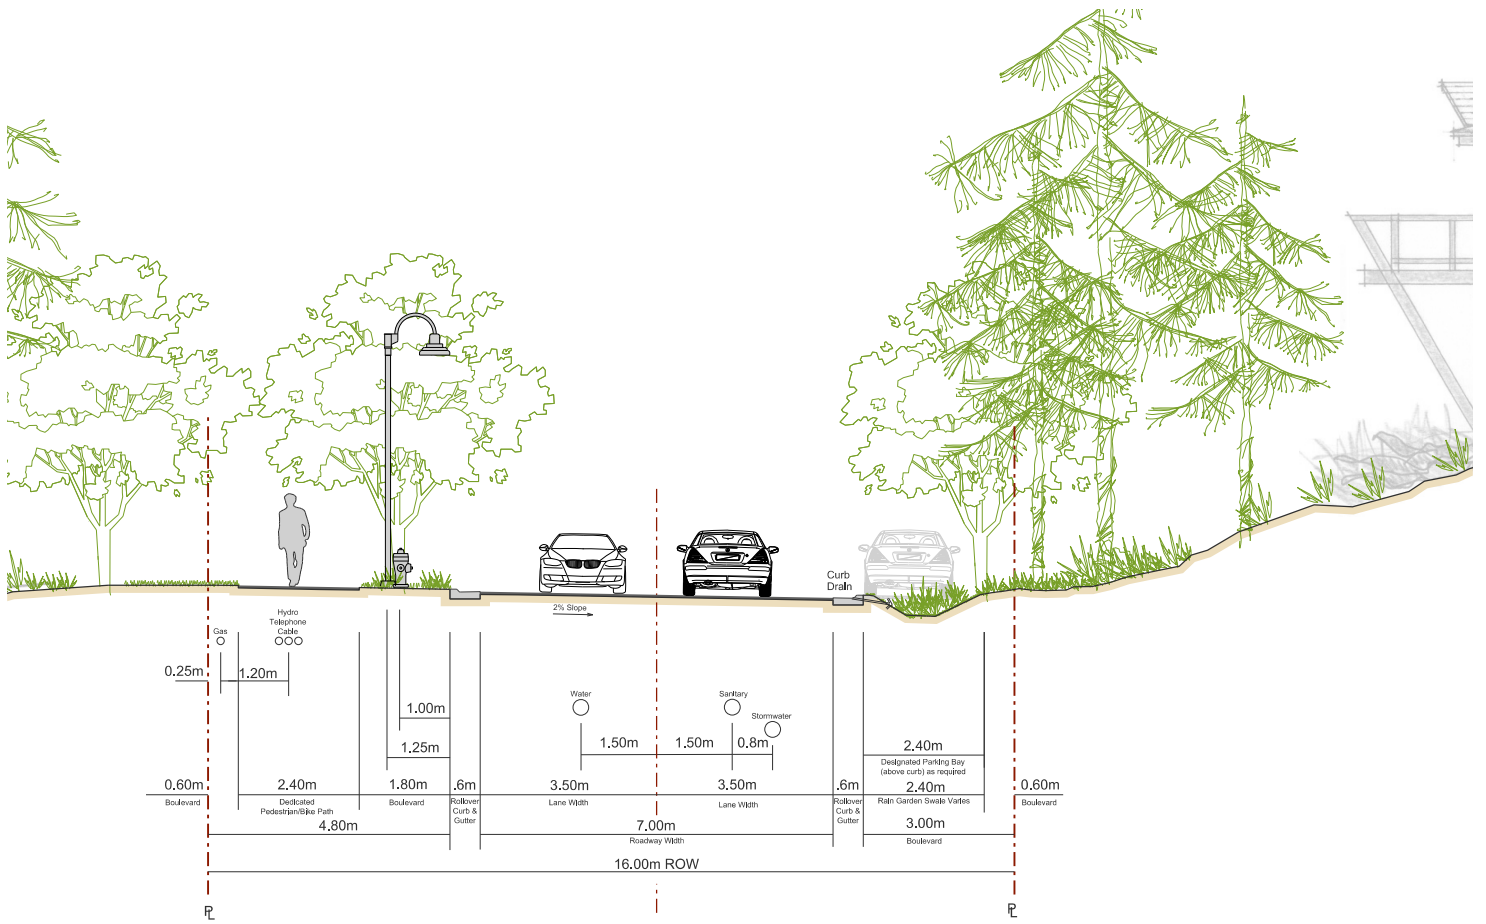 Curb
Drain
2% Slope
Gas
Hydro
Telephone
Cable
0.25m
1.20m
1.00m
1.25m
Water
Sanitary
Stormwater
1.50m
1.50m
0.8m
2.40m
Designated Parking Bay
(above curb) as required
0.60m
Boulevard
2.40m
Dedicated
Pedestrian/Bike Path
1.80m
Boulevard
.6m
Rollover
Curb &
Gutter
3.50m
Lane Width
3.50m
Lane Width
.6m
Rollover
Curb &
Gutter
2.40m
Rain Garden Swale Varies
0.60m
Boulevard
4.80m
7.00m
Roadway Width
3.00m
Boulevard
16.00m ROW
PL
PL